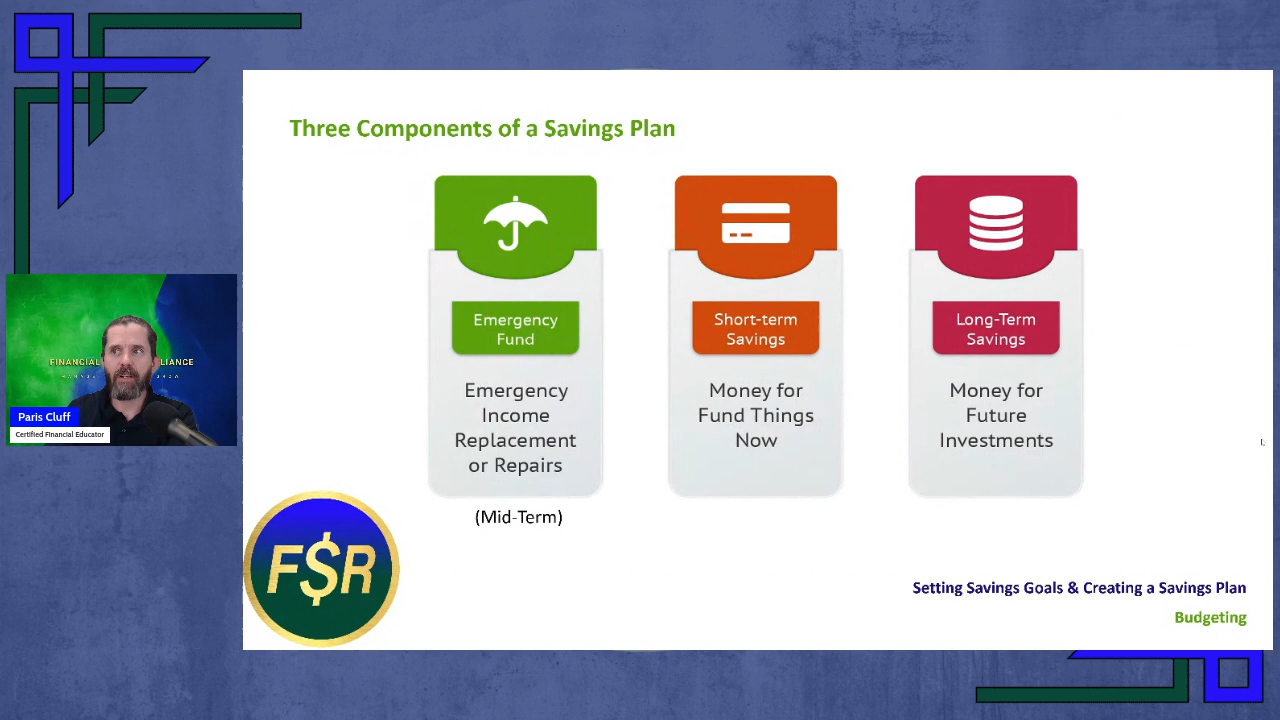 Three Components of a Savings Plan
Emergency
Fund
Emergency
Income
Replacement
or Repairs
(Mid-Term)
Short-term
Savings
Money for
Fund Things
Now
Long-Term
Savings
Money for
Future
Investments
FINANCIAL
LIANCE
Paris Cluff
Certified Financial Educator
F$R
Setting Savings Goals & Creating a Savings Plan
Budgeting